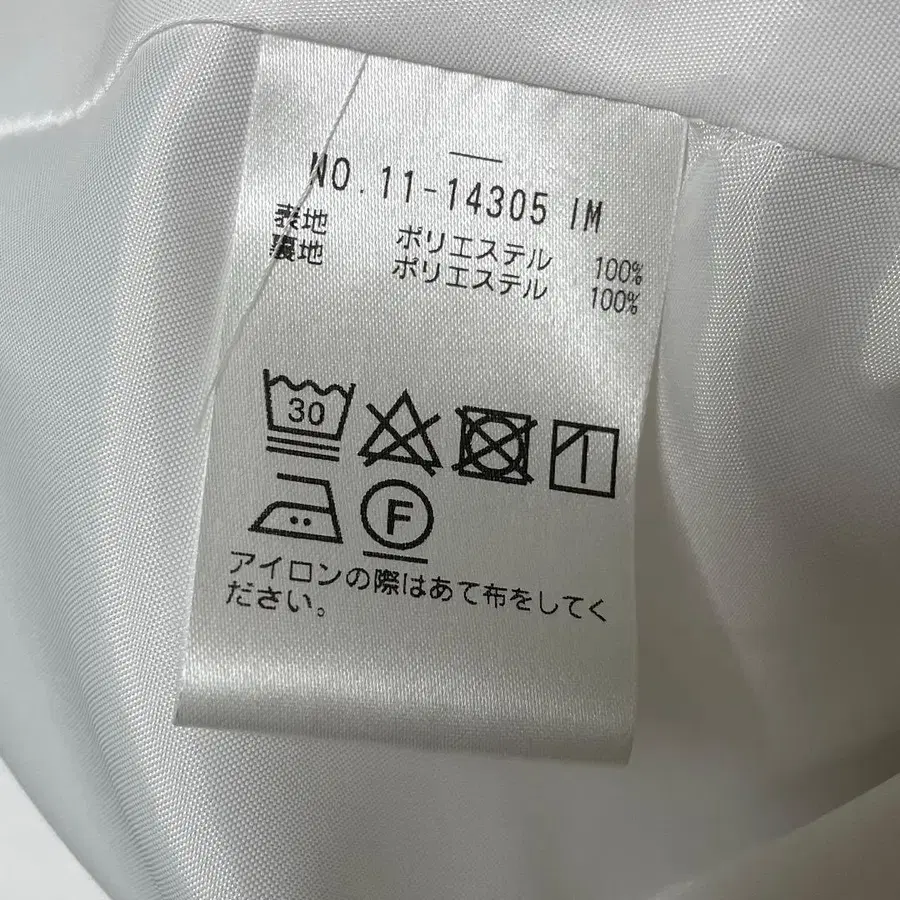 NO. 11-14305 IM
表地 ポリエステル 100%
裏地 ポリエステル 100%
30
F
アイロンの際はあて布をしてく
ださい。